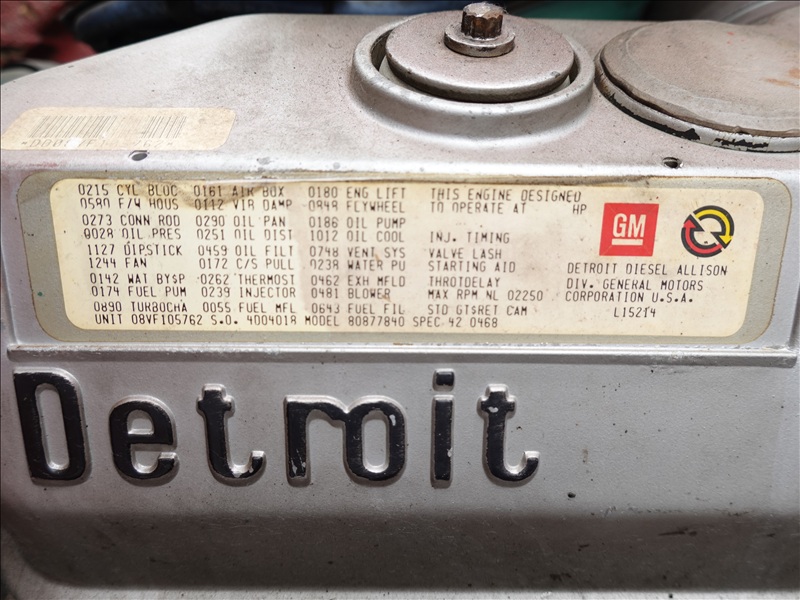 0215 CYL BLOC 0161 AIR BOX 0180 ENG LIFT THIS ENGINE DESIGNED
0580 F/W HOUS 0112 VIB DAMP 0848 FLYWHEEL TO OPERATE AT HP
0273 CONN ROD 0290 OIL PAN 0186 OIL PUMP
0028 OIL PRES 0251 OIL DIST 1012 OIL COOL INJ. TIMING
1127 DIPSTICK 0459 OIL FILT 0748 VENT SYS VALVE LASH
1244 FAN 0172 C/S PULL 0238 WATER PU STARTING AID
0142 WAT BYSP 0262 THERMOST 0462 EXH MFLD THROTDELAY
0174 FUEL PUM 0239 INJECTOR 0481 BLOWER MAX RPM NL 02250
0890 TURBOCHA 0055 FUEL MFL 0643 FUEL FIL STD GT$RET CAM
UNIT 08VF105762 S.O. 4D04018 MODEL 80877840 SPEC 42 0468
GM
DETROIT DIESEL ALLISON
DIV. GENERAL MOTORS
CORPORATION U.S.A.
L15214
Detroit